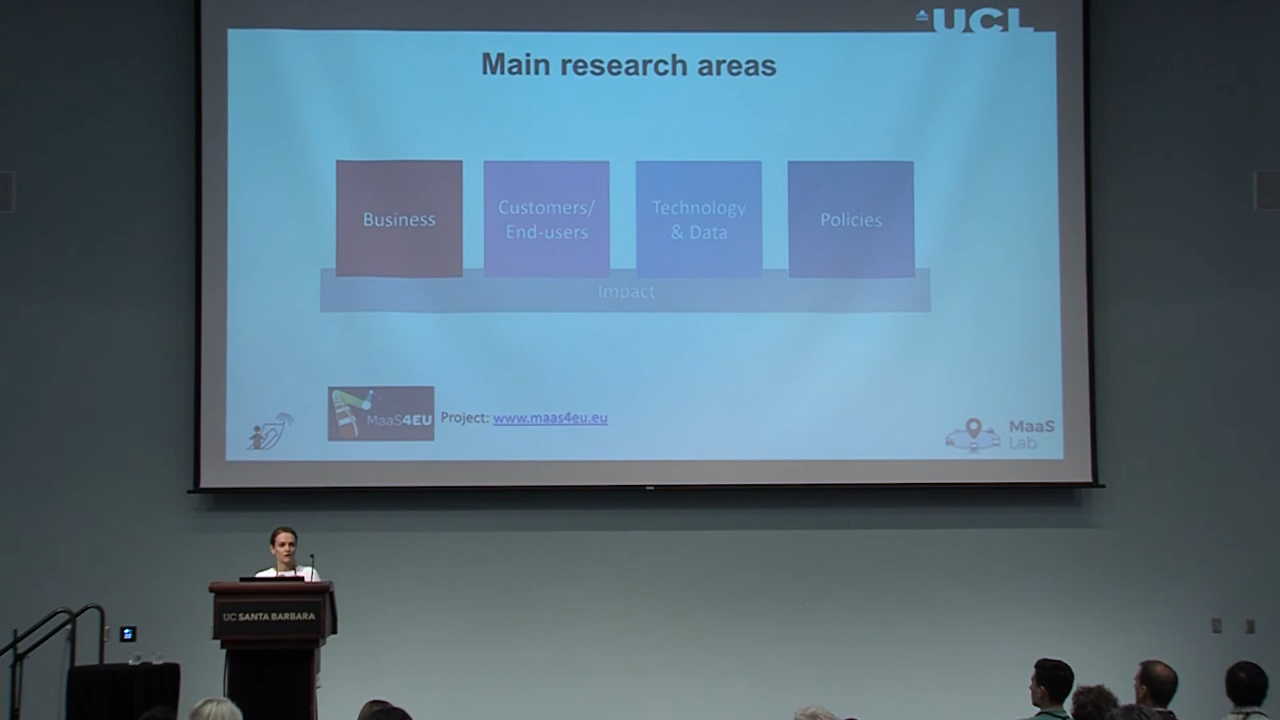 UCL
Main research areas
Business
Customers/
End-users
Technology
& Data
Policies
Impact
MaaS4EU
Project: www.maas4eu.eu
MaaS
Lab
UC SANTA BARBARA